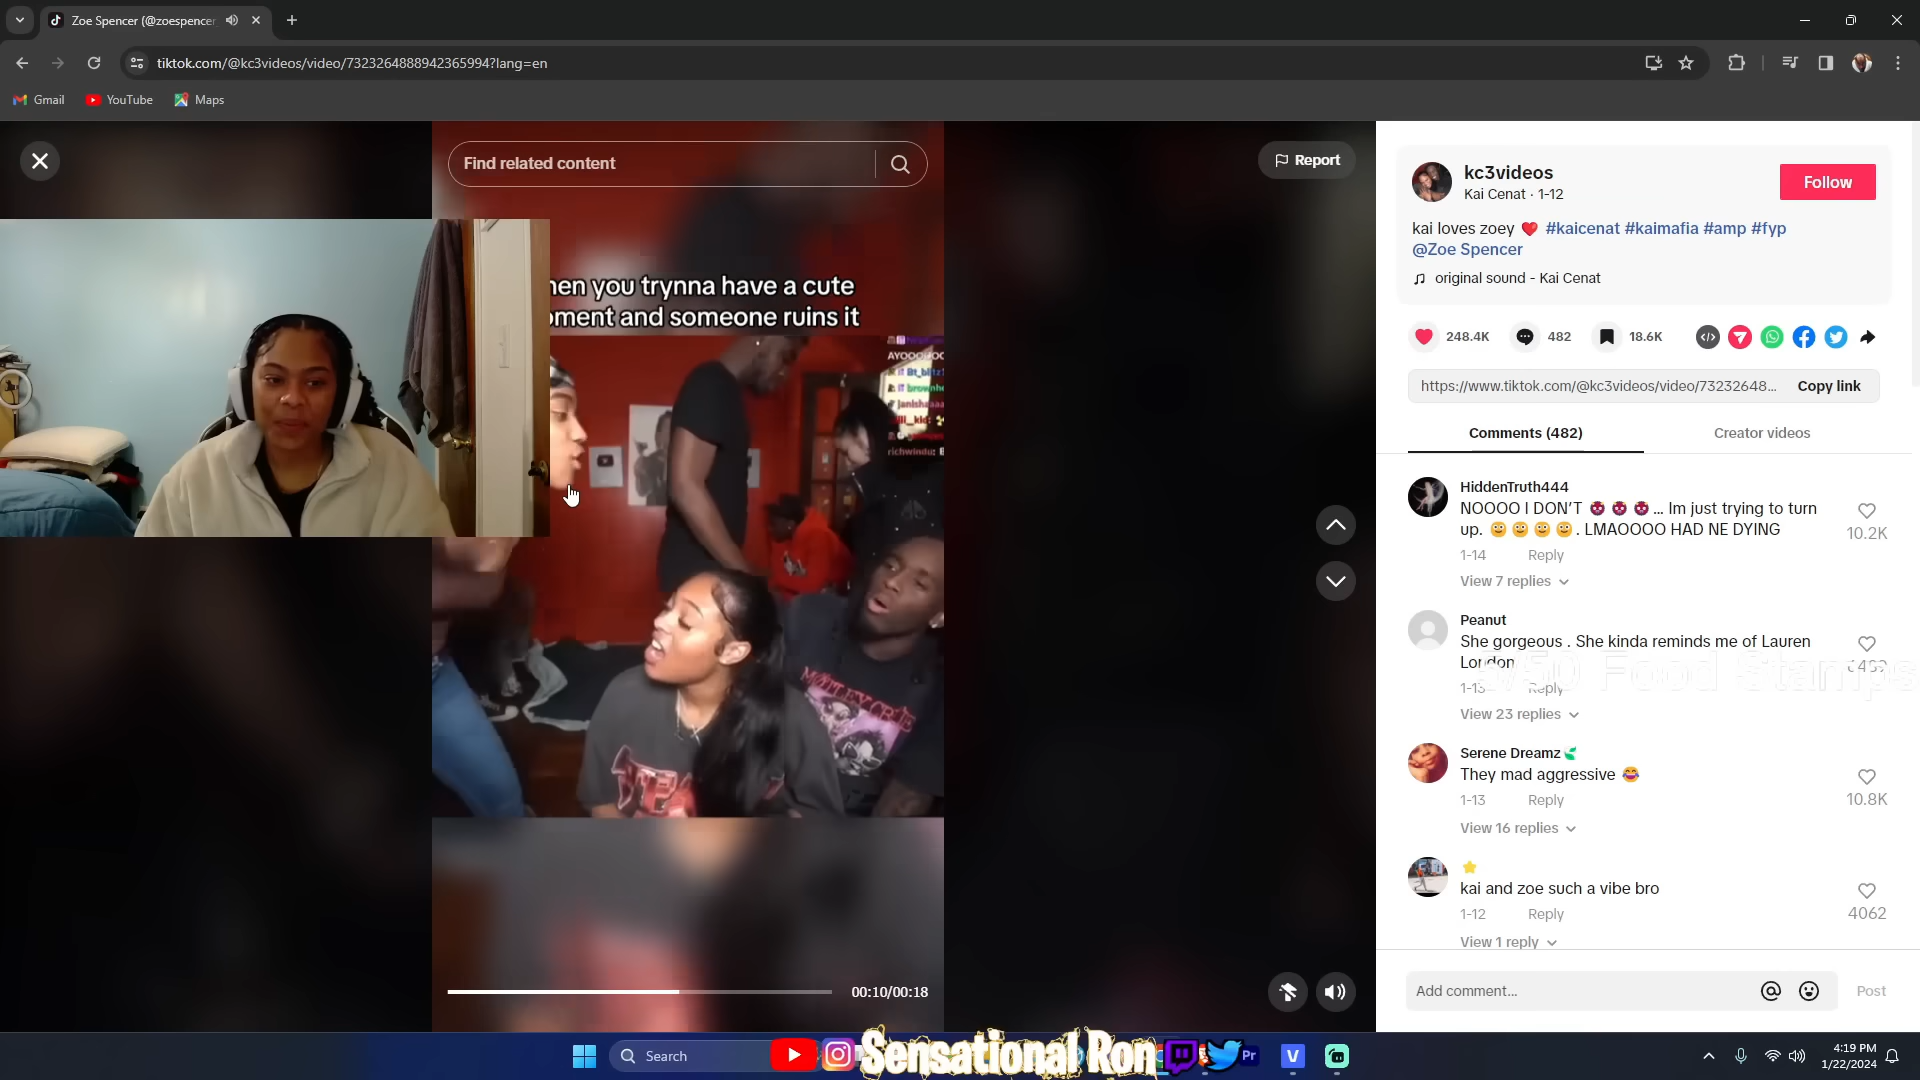 Zoe Spencer (@zoespencer
tiktok.com/@kc3videos/video/7323264888942365994?lang=en
Gmail
YouTube
Maps
Find related content
Report
hen you trynna have a cute
oment and someone ruins it
AYOOO
00:10/00:18
kc3videos
Kai Cenat · 1-12
Follow
kai loves zoey ❤️ #kaicenat #kaimafia #amp #fyp
@Zoe Spencer
original sound - Kai Cenat
248.4K
482
18.6K
https://www.tiktok.com/@kc3videos/video/73232648...
Copy link
Comments (482)
Creator videos
HiddenTruth444
NOOOO I DON'T 👿 👿 👿 ... Im just trying to turn
up. 😳 😳 😳 😳 . LMAOOOO HAD NE DYING
10.2K
1-14 Reply
View 7 replies
Peanut
She gorgeous . She kinda reminds me of Lauren
London
1-13 Reply
/50 Food Stamps
View 23 replies
Serene Dreamz
They mad aggressive 😂
1-13 Reply
10.8K
View 16 replies
⭐
kai and zoe such a vibe bro
1-12 Reply
4062
View 1 reply
Add comment...
Post
Search
Sensational Ron
Pr
V
4:19 PM
1/22/2024